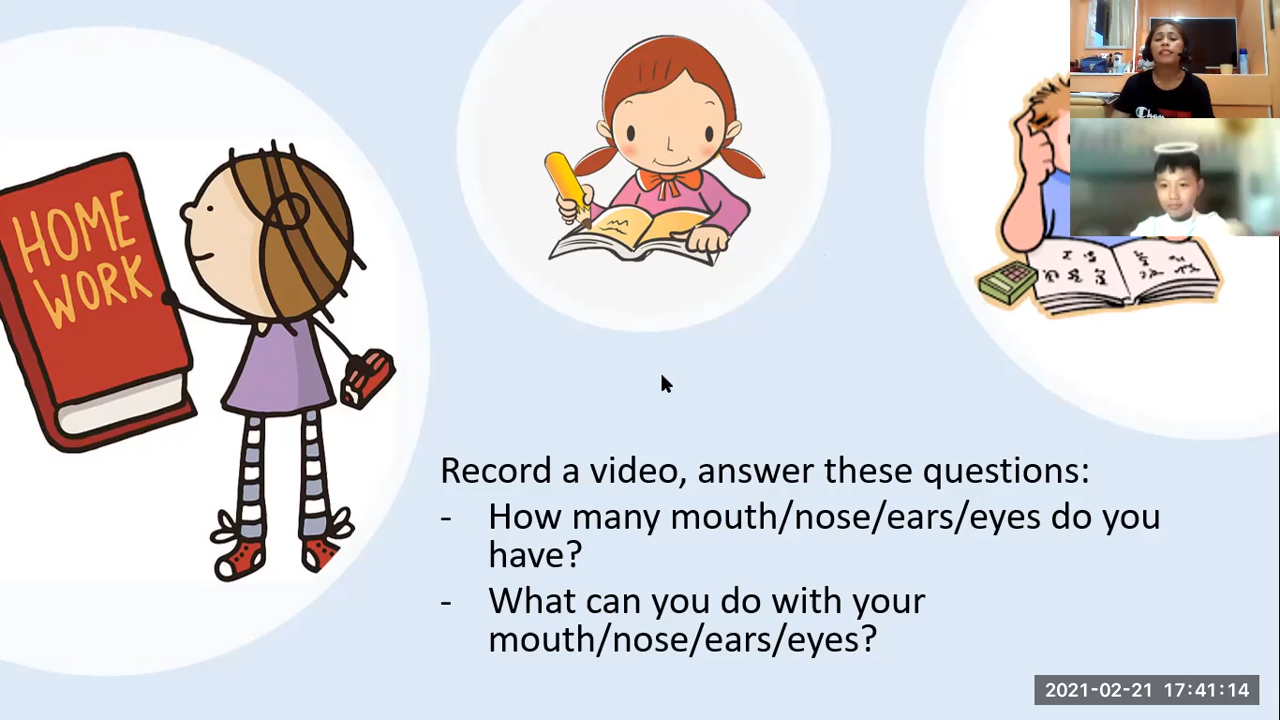 HOME
WORK
Record a video, answer these questions:
- How many mouth/nose/ears/eyes do you
have?
- What can you do with your
mouth/nose/ears/eyes?
2021-02-21 17:41:14